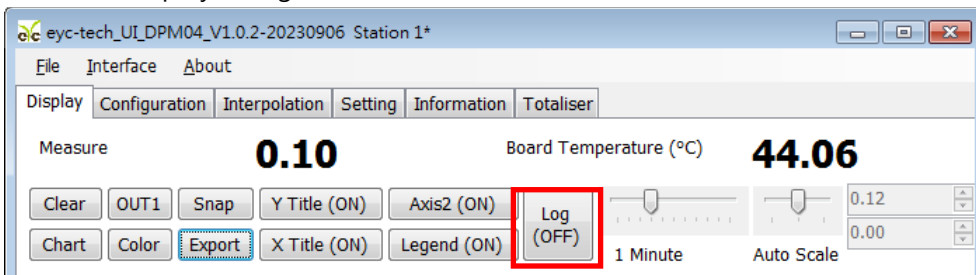 eyc-tech_UI_DPM04_V1.0.2-20230906 Station 1*
File Interface About
Display Configuration Interpolation Setting Information Totaliser
Measure 0.10 Board Temperature (°C) 44.06
Clear OUT1 Snap Y Title (ON) Axis2 (ON) Log (OFF) 0.12
Chart Color Export X Title (ON) Legend (ON) 1 Minute Auto Scale 0.00